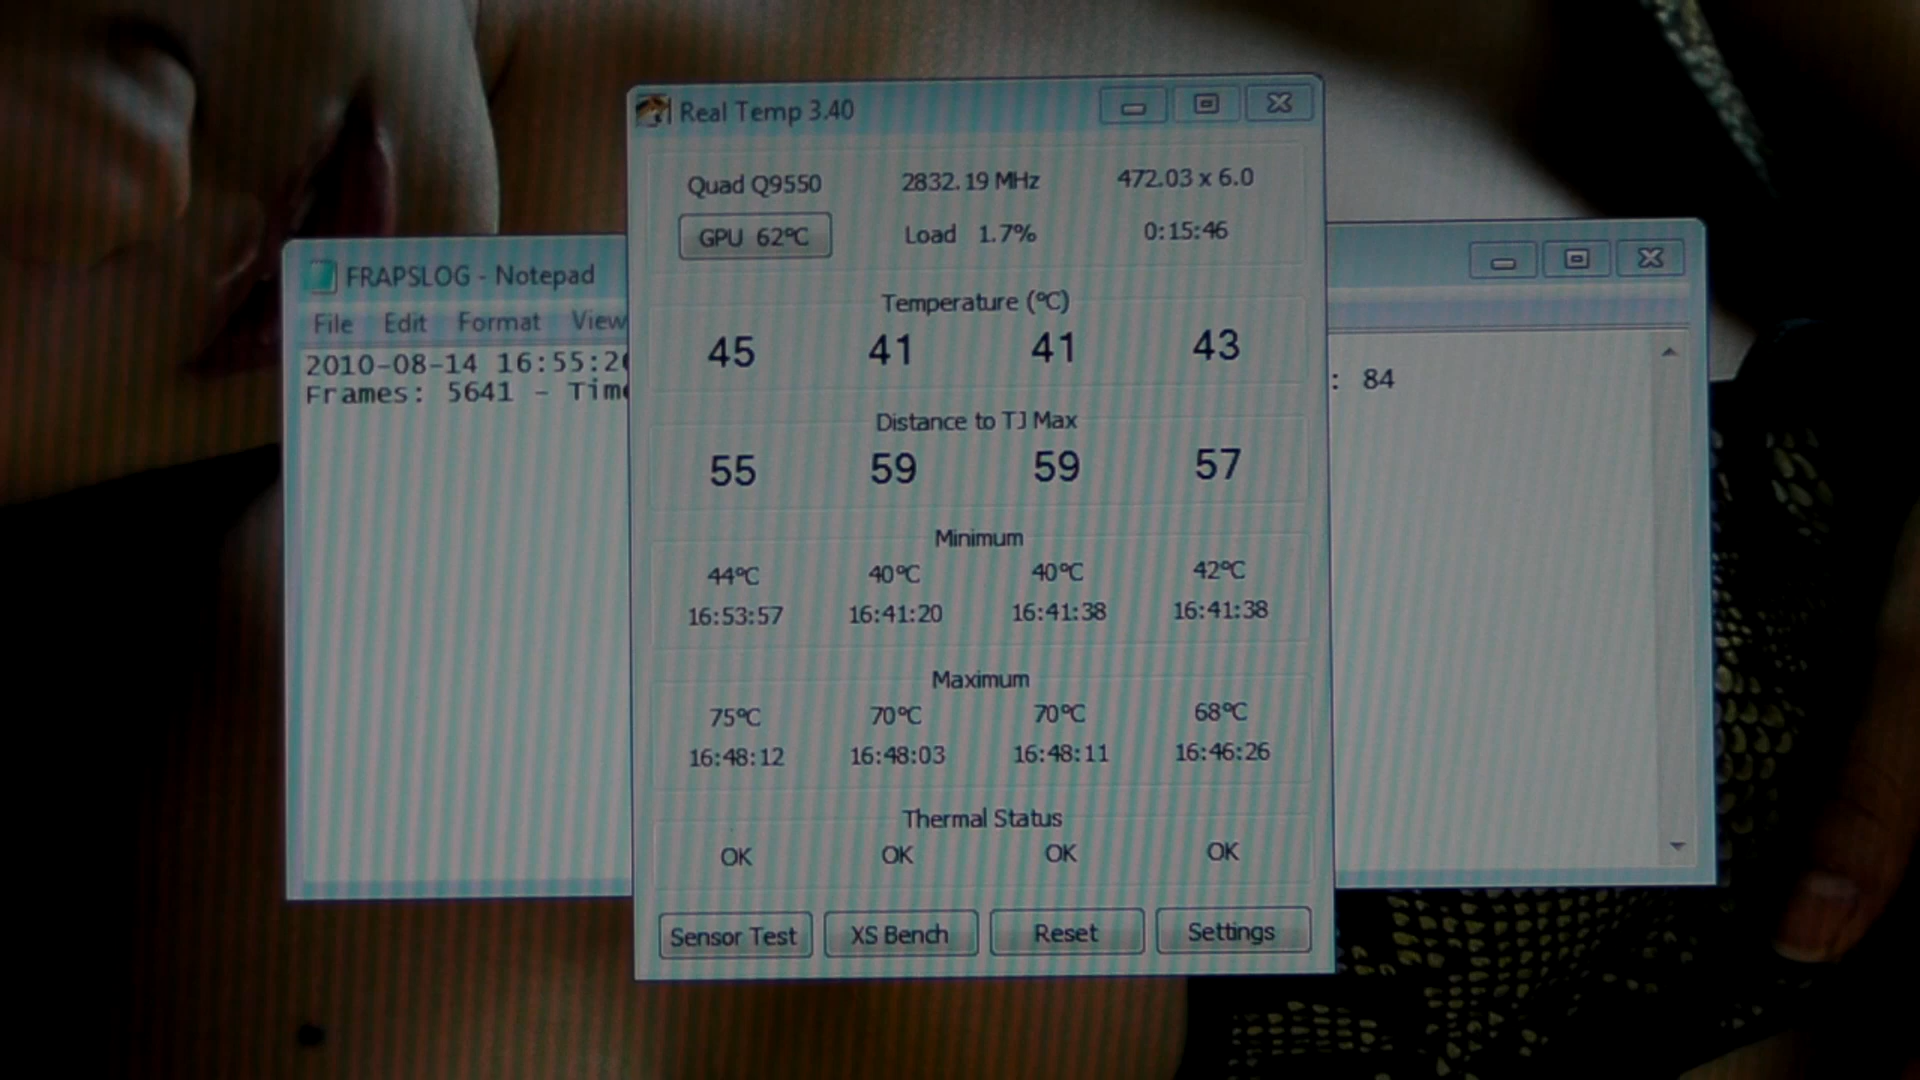 Real Temp 3.40
Quad Q9550 2832.19 MHz 472.03 x 6.0
GPU 62°C Load 1.7% 0:15:46
Temperature (°C)
45 41 41 43
Distance to TJ Max
55 59 59 57
Minimum
44°C 40°C 40°C 42°C
16:53:57 16:41:20 16:41:38 16:41:38
Maximum
75°C 70°C 70°C 68°C
16:48:12 16:48:03 16:48:11 16:46:26
Thermal Status
OK OK OK OK
Sensor Test XS Bench Reset Settings
FRAPSLOG - Notepad
File Edit Format View
2010-08-14 16:55:2
Frames: 5641 - Time : 84